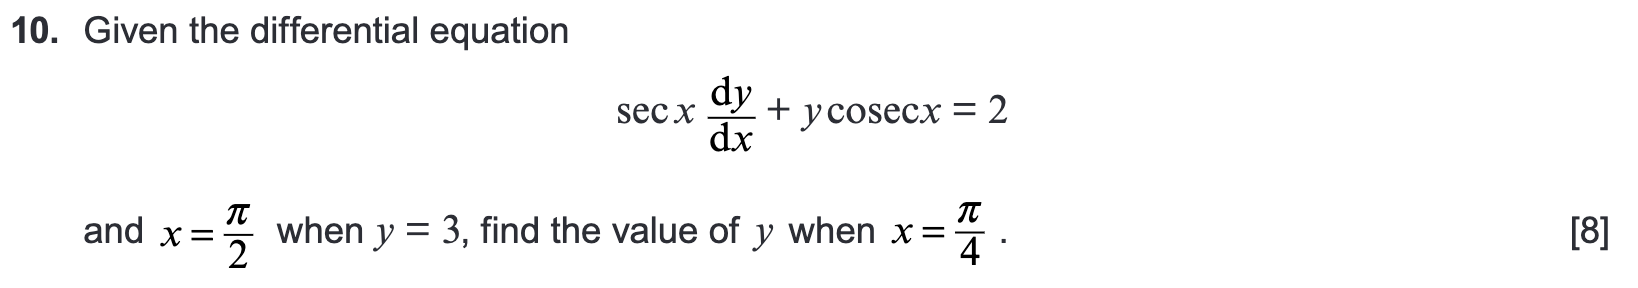 10. Given the differential equation
sec x dy/dx + y cosec x = 2
and x = π/2 when y = 3, find the value of y when x = π/4 . [8]